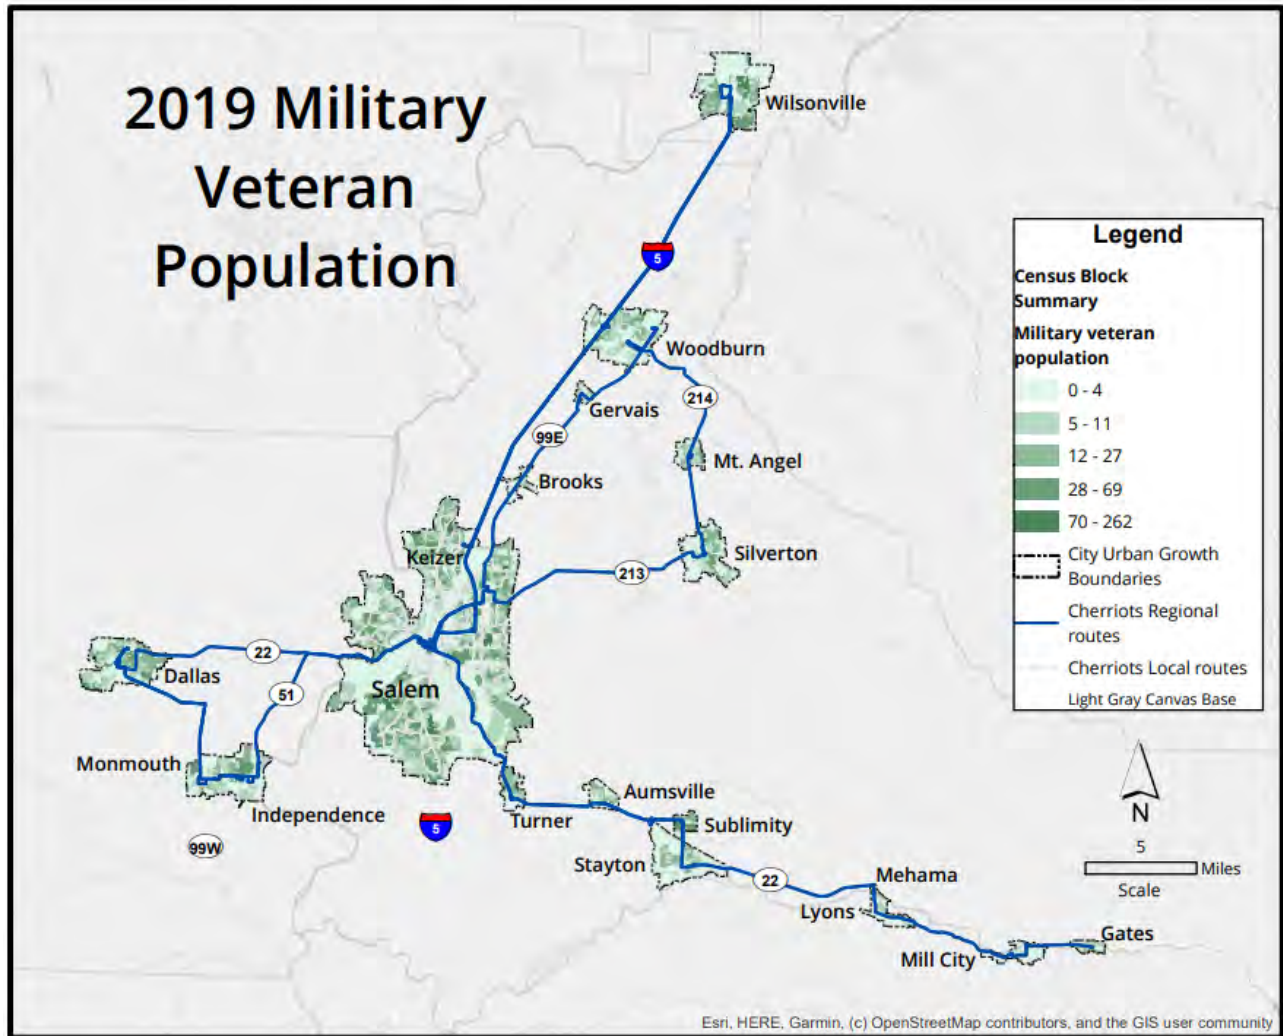 2019 Military
Veteran
Population
Wilsonville
5
Woodburn
Gervais
214
99E
Mt. Angel
Brooks
Keizer
Silverton
213
22
Dallas
51
Salem
Monmouth
Independence
99W
5
Turner
Aumsville
Sublimity
Stayton
22
Mehama
Lyons
Mill City
Gates
Legend
Census Block
Summary
Military veteran
population
0 - 4
5 - 11
12 - 27
28 - 69
70 - 262
City Urban Growth
Boundaries
Cherriots Regional
routes
Cherriots Local routes
Light Gray Canvas Base
N
5
Miles
Scale
Esri, HERE, Garmin, (c) OpenStreetMap contributors, and the GIS user community